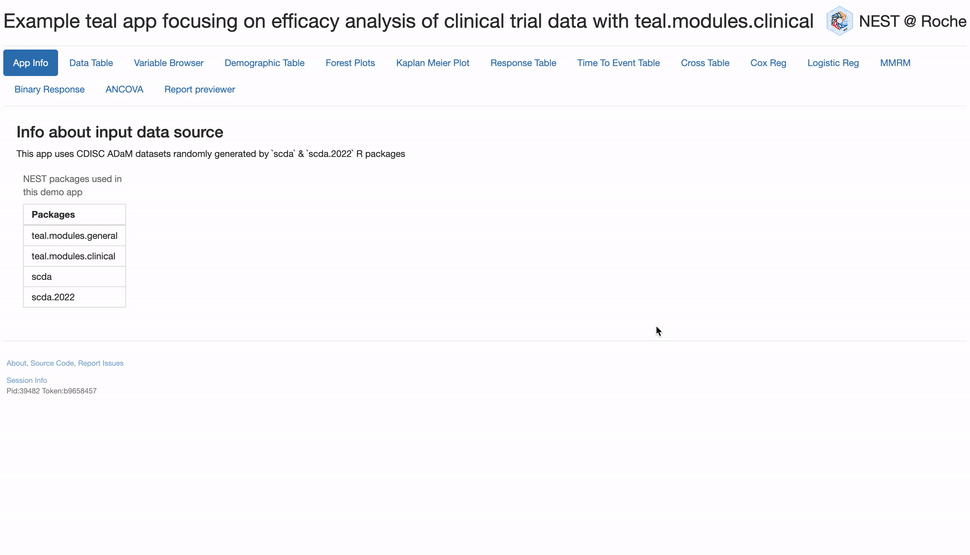 Example teal app focusing on efficacy analysis of clinical trial data with teal.modules.clinical NEST @ Roche
App Info Data Table Variable Browser Demographic Table Forest Plots Kaplan Meier Plot Response Table Time To Event Table Cross Table Cox Reg Logistic Reg MMRM
Binary Response ANCOVA Report previewer
Info about input data source
This app uses CDISC ADaM datasets randomly generated by `scda` & `scda.2022` R packages
NEST packages used in
this demo app
Packages
teal.modules.general
teal.modules.clinical
scda
scda.2022
About, Source Code, Report Issues
Session Info
Pid:39482 Token:b9658457